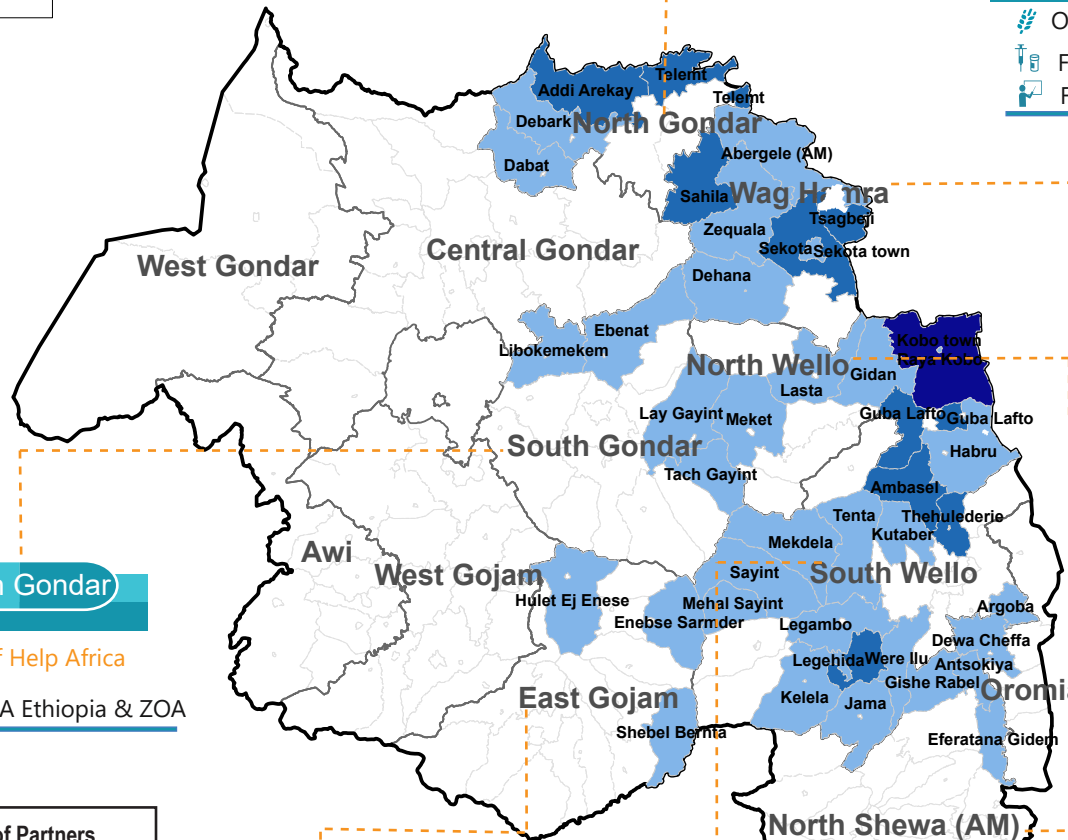 O
F
F
Telemt
Addi Arekay
Telemt
Debark
North Gondar
Abergele (AM)
Dabat
Sahila
Wag Hamra
Tsagbeji
Zequala
Sekota
Sekota town
Central Gondar
West Gondar
Dehana
Ebenat
Libokemekem
Kobo town
Raya Kobo
North Wello
Gidan
Lasta
Lay Gayint
Meket
Guba Lafto
Guba Lafto
South Gondar
Habru
Tach Gayint
Ambasel
Tenta
Thehulederie
Kutaber
Mekdela
Awi
West Gojam
Sayint
South Wello
n Gondar
Hulet Ej Enese
Mehal Sayint
Argoba
Enebse Sarmder
Legambo
Dewa Cheffa
f Help Africa
Legehida
Were Ilu
Antsokiya
Gishe Rabel
Oromia
East Gojam
Kelela
Jama
A Ethiopia & ZOA
Shebel Bernta
Eferatana Gidem
of Partners
North Shewa (AM)